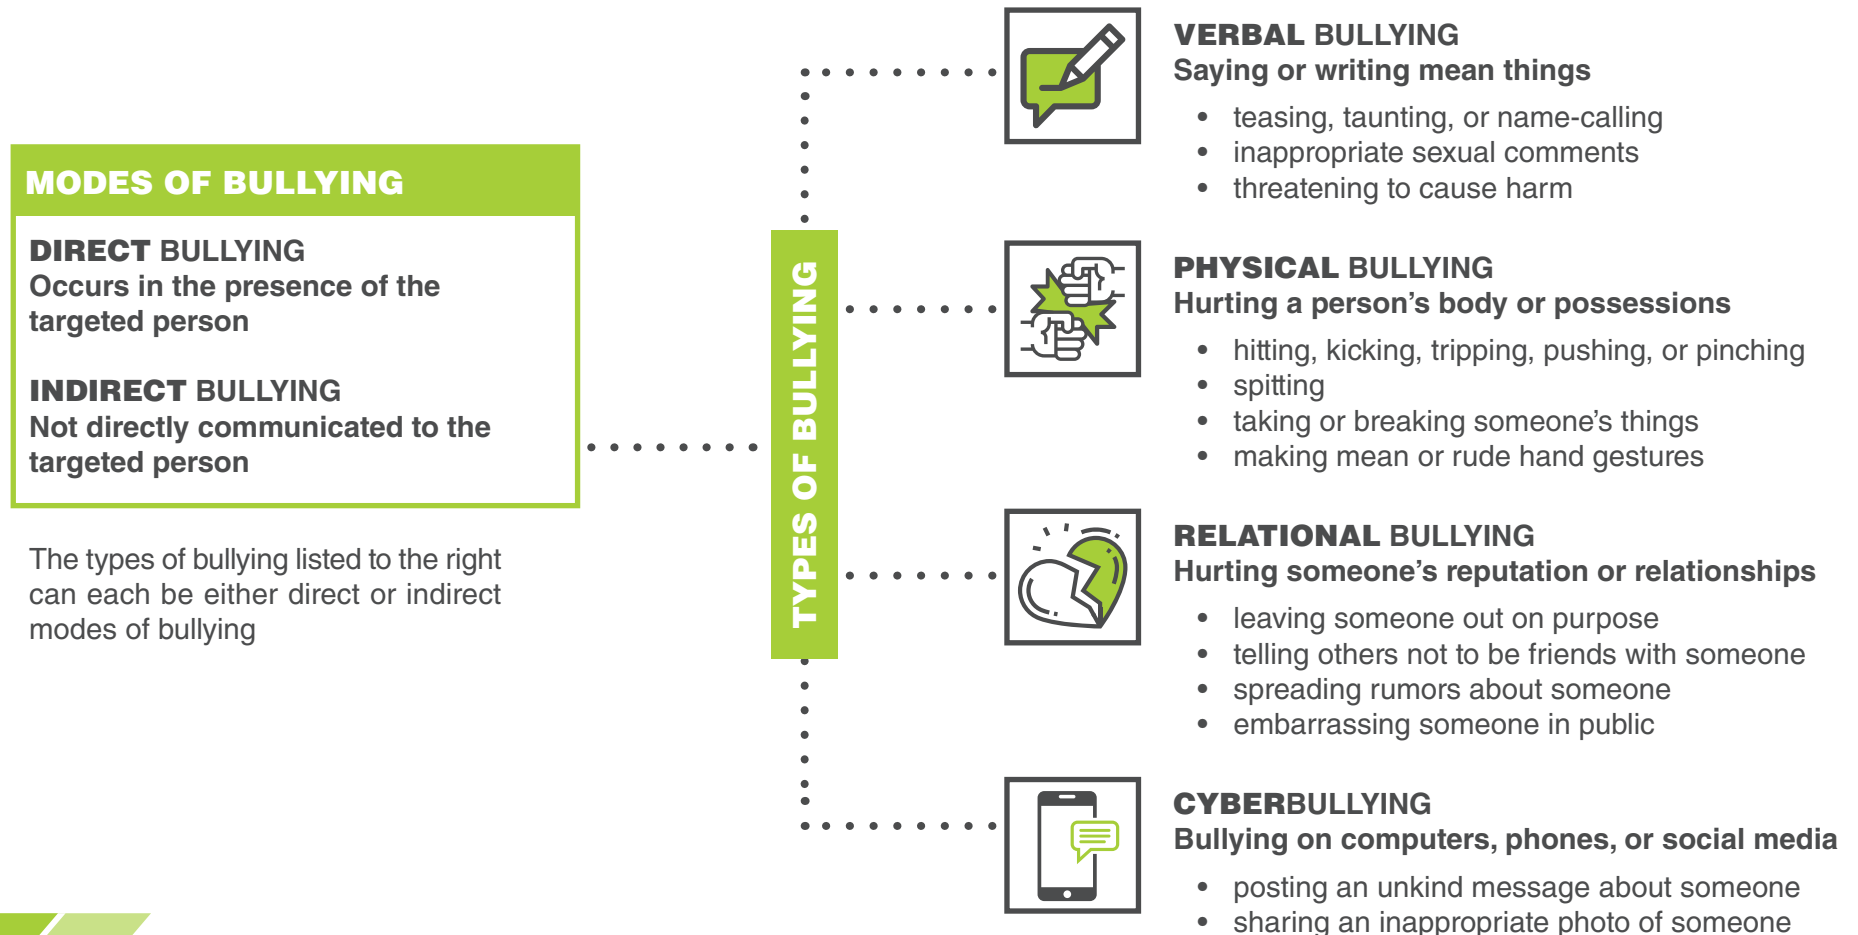 MODES OF BULLYING
DIRECT BULLYING
Occurs in the presence of the
targeted person
INDIRECT BULLYING
Not directly communicated to the
targeted person
The types of bullying listed to the right
can each be either direct or indirect
modes of bullying
TYPES OF BULLYING
VERBAL BULLYING
Saying or writing mean things
• teasing, taunting, or name-calling
• inappropriate sexual comments
• threatening to cause harm
PHYSICAL BULLYING
Hurting a person’s body or possessions
• hitting, kicking, tripping, pushing, or pinching
• spitting
• taking or breaking someone’s things
• making mean or rude hand gestures
RELATIONAL BULLYING
Hurting someone’s reputation or relationships
• leaving someone out on purpose
• telling others not to be friends with someone
• spreading rumors about someone
• embarrassing someone in public
CYBERBULLYING
Bullying on computers, phones, or social media
• posting an unkind message about someone
• sharing an inappropriate photo of someone